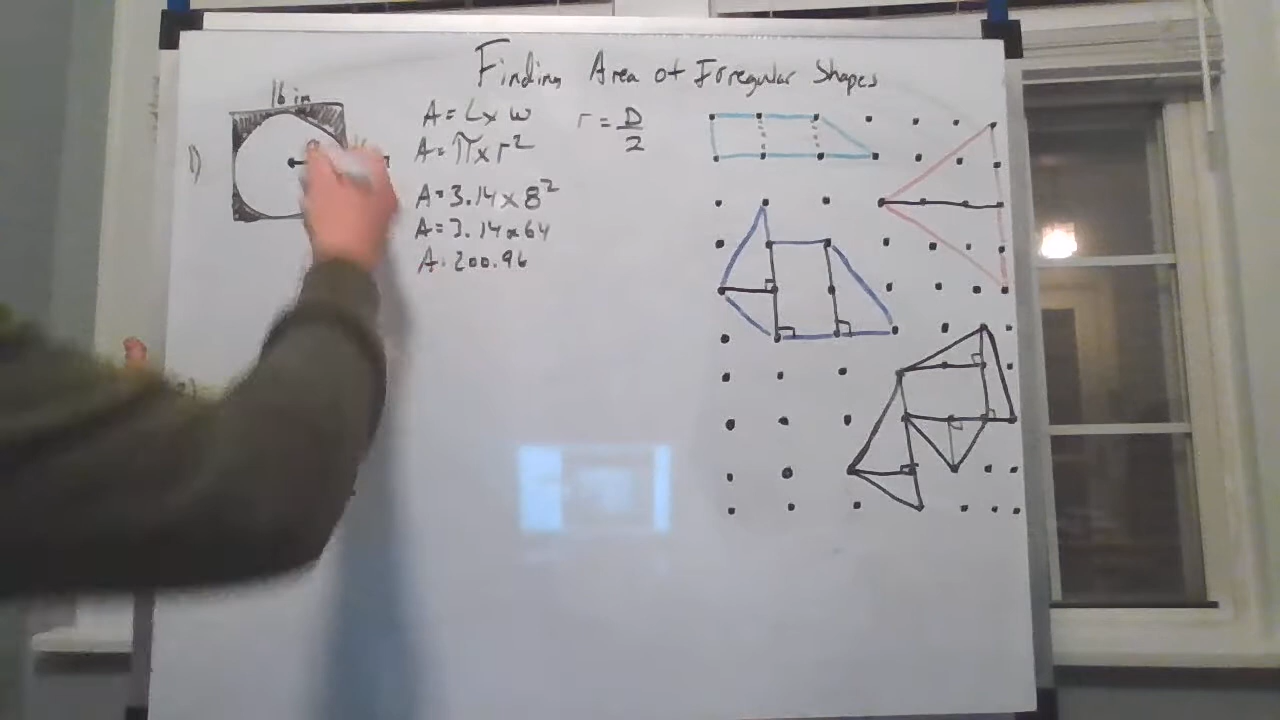 Finding Area of Irregular Shapes
16 in
1)
A = L x w
r = D/2
A = π x r²
A = 3.14 x 8²
A = 3.14 x 64
A = 200.96